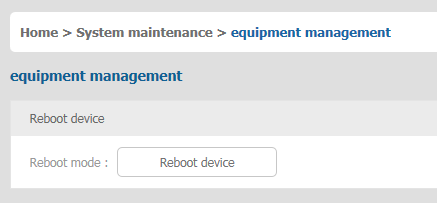 Home > System maintenance > equipment management
equipment management
Reboot device
Reboot mode : Reboot device